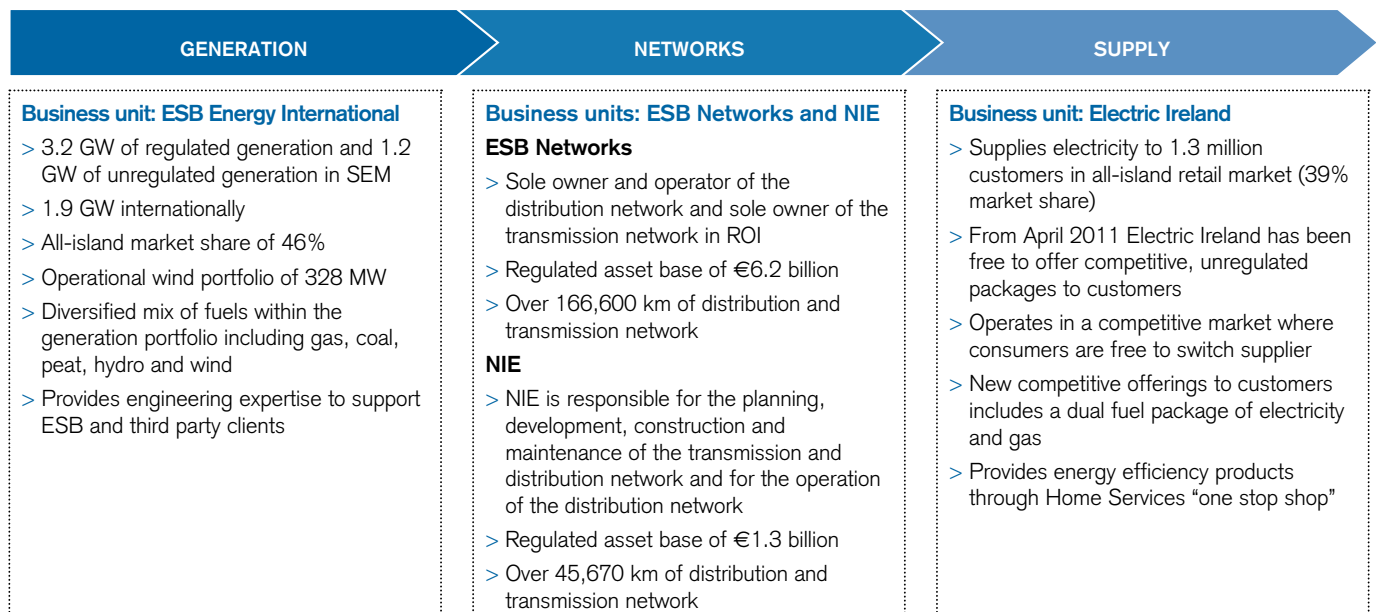 GENERATION
NETWORKS
SUPPLY
Business unit: ESB Energy International
> 3.2 GW of regulated generation and 1.2
GW of unregulated generation in SEM
> 1.9 GW internationally
> All-island market share of 46%
> Operational wind portfolio of 328 MW
> Diversified mix of fuels within the
generation portfolio including gas, coal,
peat, hydro and wind
> Provides engineering expertise to support
ESB and third party clients
Business units: ESB Networks and NIE
ESB Networks
> Sole owner and operator of the
distribution network and sole owner of the
transmission network in ROI
> Regulated asset base of €6.2 billion
> Over 166,600 km of distribution and
transmission network
NIE
> NIE is responsible for the planning,
development, construction and
maintenance of the transmission and
distribution network and for the operation
of the distribution network
> Regulated asset base of €1.3 billion
> Over 45,670 km of distribution and
transmission network
Business unit: Electric Ireland
> Supplies electricity to 1.3 million
customers in all-island retail market (39%
market share)
> From April 2011 Electric Ireland has been
free to offer competitive, unregulated
packages to customers
> Operates in a competitive market where
consumers are free to switch supplier
> New competitive offerings to customers
includes a dual fuel package of electricity
and gas
> Provides energy efficiency products
through Home Services “one stop shop”